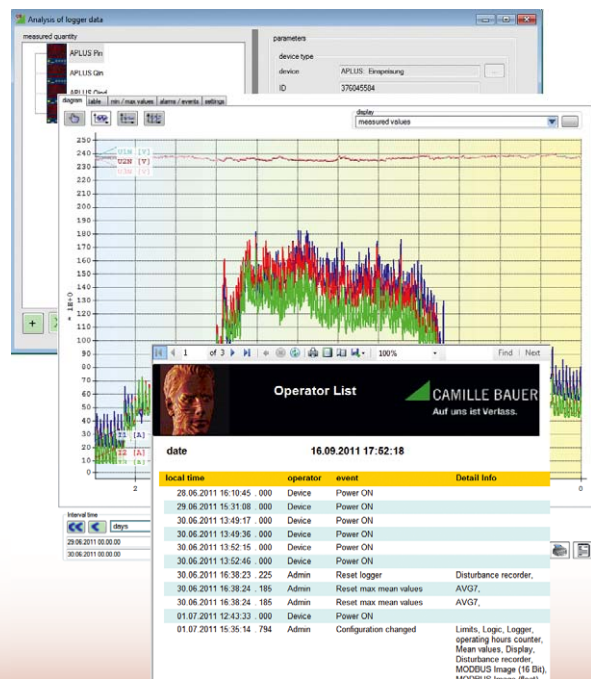 Analysis of logger data
measured quantity
APLUS Pin
APLUS Qin
APLUS Qind
parameters
device type
device APLUS: Einspeisung ...
ID 376045504
diagram table min / max values alarms / events settings
display
measured values
250
240
230
220
210
200
190
180
170
160
150
140
130
120
110
100
90
80
70
60
50
40
30
20
10
0
U1N [V]
U2N [V]
U3N [V]
* 1E+0
I1 [A]
I2 [A]
2
0
Interval time
days
29.06.2011 00.00.00
30.06.2011 00.00.00
1 of 3 100% Find | Next
Operator List
CAMILLE BAUER
Auf uns ist Verlass.
date 16.09.2011 17:52:18
local time operator event Detail Info
28.06.2011 16:10:45 . 000 Device Power ON
29.06.2011 15:31:08 . 000 Device Power ON
30.06.2011 13:49:17 . 000 Device Power ON
30.06.2011 13:49:36 . 000 Device Power ON
30.06.2011 13:52:15 . 000 Device Power ON
30.06.2011 13:52:46 . 000 Device Power ON
30.06.2011 16:38:23 . 225 Admin Reset logger Disturbance recorder,
30.06.2011 16:38:24 . 185 Admin Reset max mean values AVG7,
30.06.2011 16:38:24 . 185 Admin Reset max mean values AVG7,
01.07.2011 12:43:33 . 000 Device Power ON
01.07.2011 15:35:14 . 794 Admin Configuration changed Limits, Logic, Logger,
operating hours counter,
Mean values, Display,
Disturbance recorder,
MODBUS Image (16 Bit),
MODBUS Image (float)